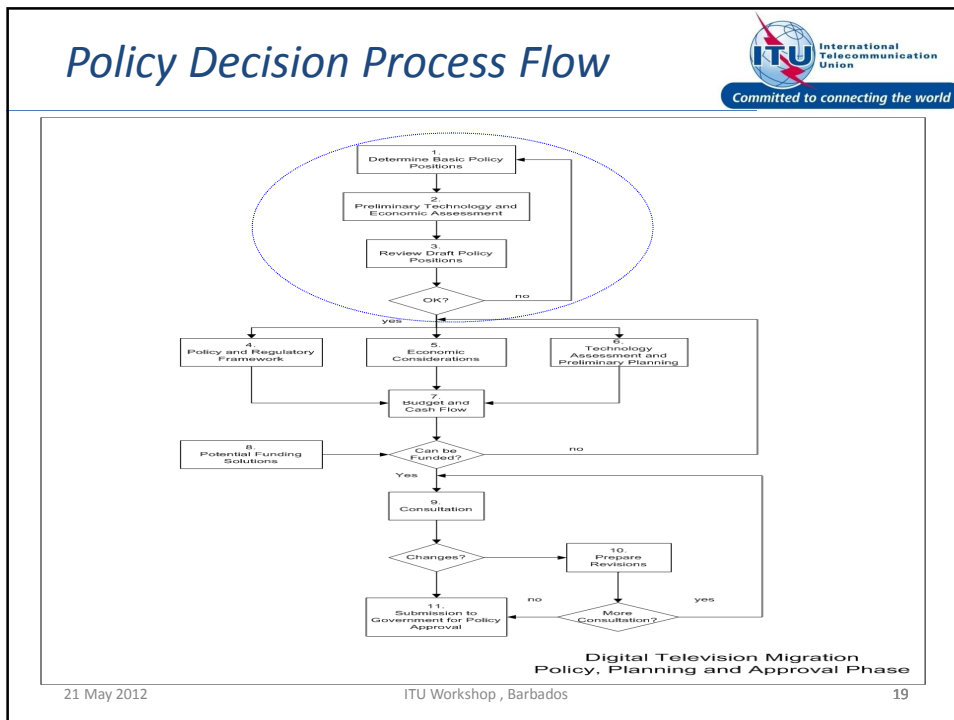 Policy Decision Process Flow
ITU
International
Telecommunication
Union
Committed to connecting the world
1.
Determine Basic Policy
Positions
2.
Preliminary Technology and
Economic Assessment
3.
Review Draft Policy
Positions
OK?
no
yes
4.
Policy and Regulatory
Framework
5.
Economic
Considerations
6.
Technology
Assessment and
Preliminary Planning
7.
Budget and
Cash Flow
8.
Potential Funding
Solutions
Can be
Funded?
no
Yes
9.
Consultation
Changes?
10.
Prepare
Revisions
no
yes
More
Consultation?
11.
Submission to
Government for Policy
Approval
Digital Television Migration
Policy, Planning and Approval Phase
21 May 2012
ITU Workshop , Barbados
19